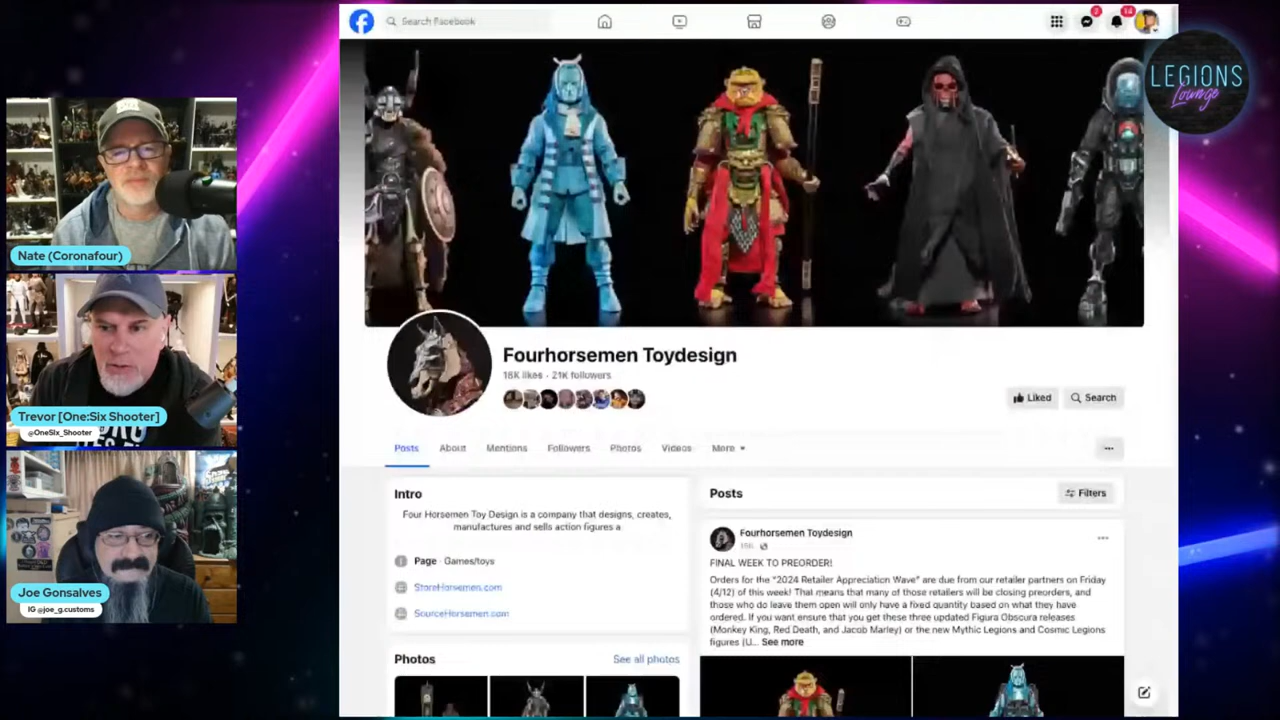 Search Facebook
2
14
LEGIONS
Lounge
Nate (Coronafour)
Trevor [One:Six Shooter]
@OneSIx_Shooter
Joe Gonsalves
IG @joe_g.customs
Fourhorsemen Toydesign
18K likes · 21K followers
Liked
Search
Posts
About
Mentions
Followers
Photos
Videos
More
Intro
Four Horsemen Toy Design is a company that designs, creates,
manufactures and sells action figures a
Page · Games/toys
StoreHorsemen.com
SourceHorsemen.com
Photos
See all photos
Posts
Filters
Fourhorsemen Toydesign
FINAL WEEK TO PREORDER!
Orders for the "2024 Retailer Appreciation Wave" are due from our retailer partners on Friday
(4/12) of this week! That means that many of those retailers will be closing preorders, and
those who do leave them open will only have a fixed quantity based on what they have
ordered. If you want ensure that you get these three updated Figura Obscura releases
(Monkey King, Red Death, and Jacob Marley) or the new Mythic Legions and Cosmic Legions
figures (U... See more